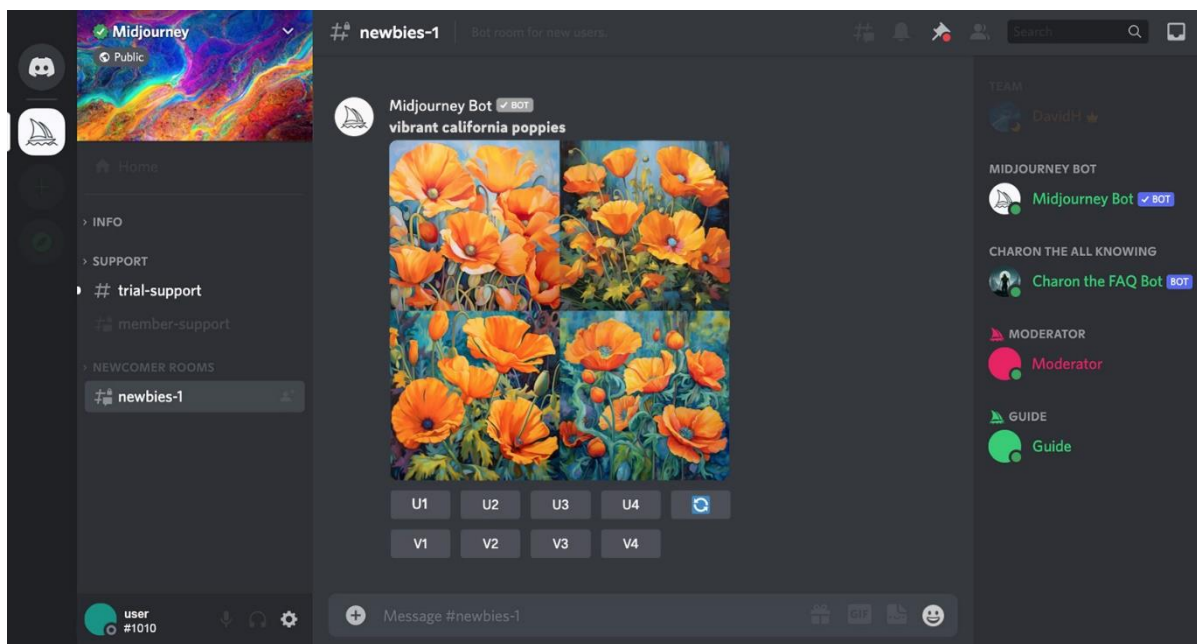 Midjourney
Public
Home
INFO
SUPPORT
trial-support
member-support
NEWCOMER ROOMS
newbies-1
user
#1010
newbies-1
Bot room for new users.
Search
Midjourney Bot ✓ BOT
vibrant california poppies
U1 U2 U3 U4
V1 V2 V3 V4
Message #newbies-1
GIF
TEAM
DavidH
MIDJOURNEY BOT
Midjourney Bot ✓ BOT
CHARON THE ALL KNOWING
Charon the FAQ Bot BOT
MODERATOR
Moderator
GUIDE
Guide